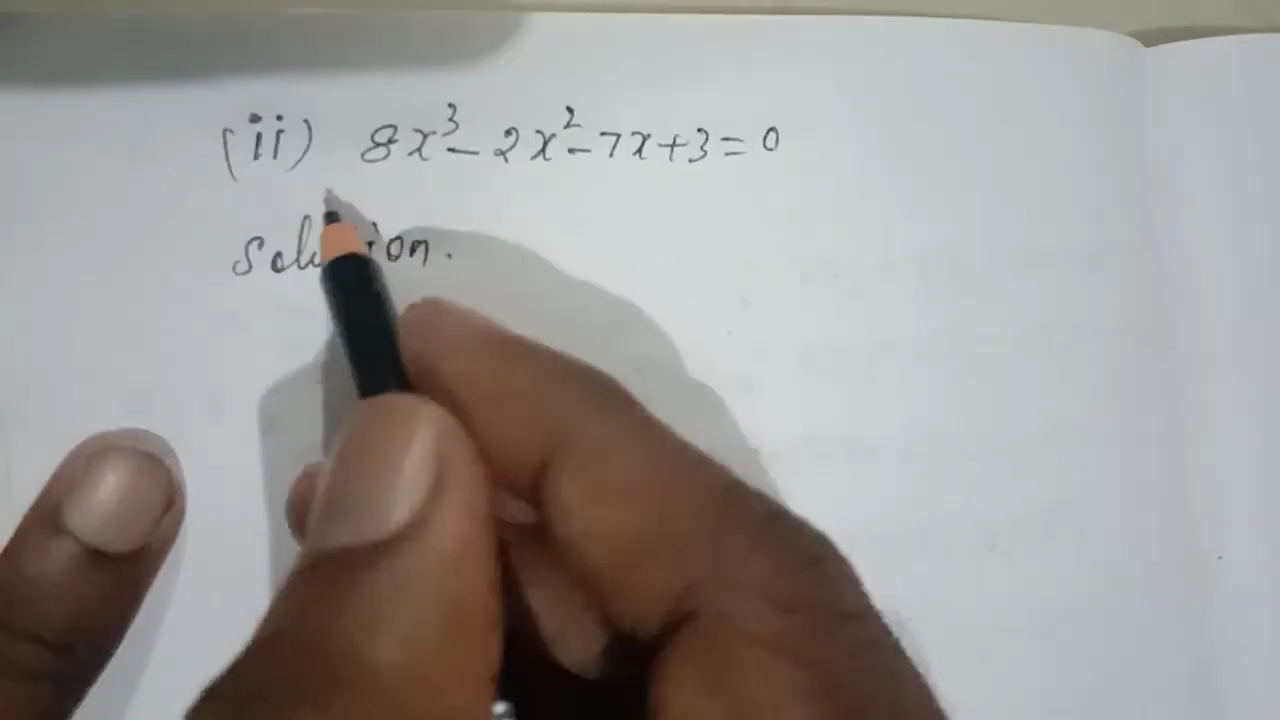 (ii) 8x³ - 2x² - 7x + 3 = 0